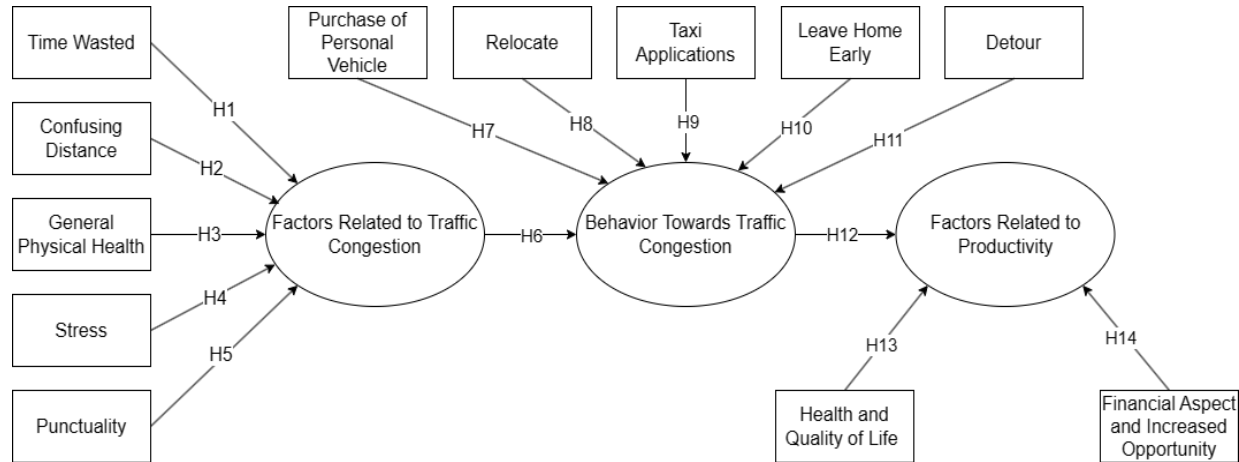 Time Wasted
Purchase of
Personal
Vehicle
Relocate
Taxi
Applications
Leave Home
Early
Detour
H1
H7
H8
H9
H10
H11
Confusing
Distance
H2
General
Physical Health
H3
Factors Related to Traffic
Congestion
H6
Behavior Towards Traffic
Congestion
H12
Factors Related to
Productivity
Stress
H4
H5
Punctuality
H13
H14
Health and
Quality of Life
Financial Aspect
and Increased
Opportunity